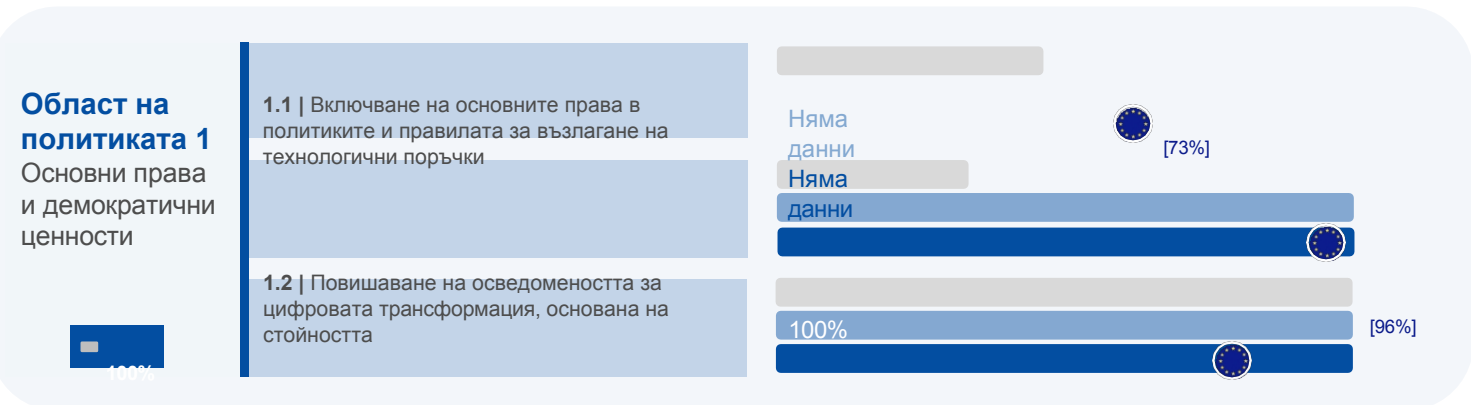 Област на
политиката 1
Основни права
и демократични
ценности
100%
1.1 | Включване на основните права в
политиките и правилата за възлагане на
технологични поръчки
1.2 | Повишаване на осведомеността за
цифровата трансформация, основана на
стойността
Няма
данни
[73%]
Няма
данни
100%
[96%]